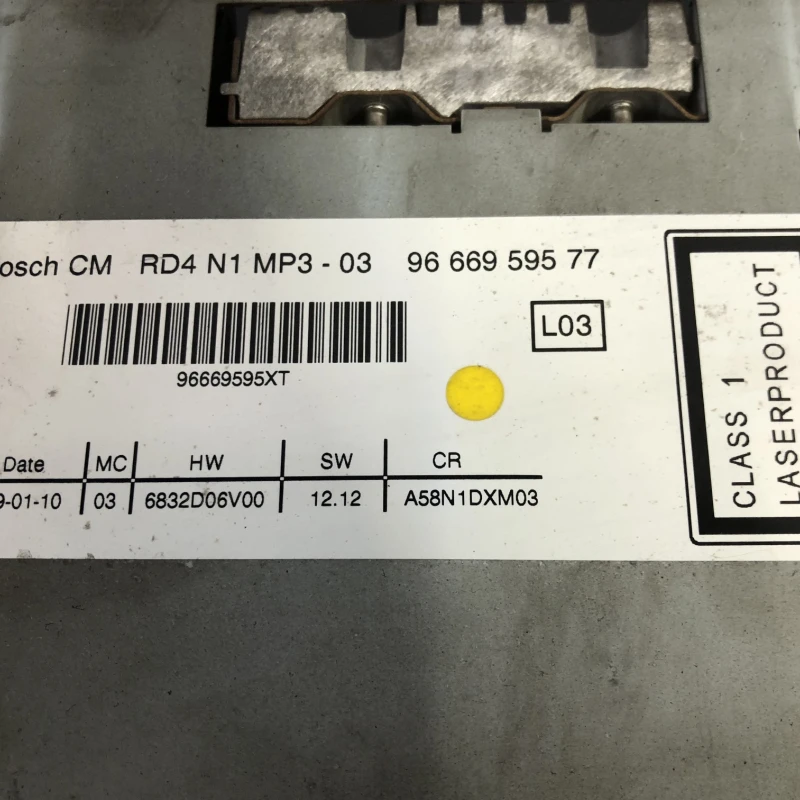 osch CM RD4 N1 MP3 - 03 96 669 595 77
L03
96669595XT
Date MC HW SW CR
9-01-10 03 6832D06V00 12.12 A58N1DXM03
CLASS 1
LASERPRODUCT